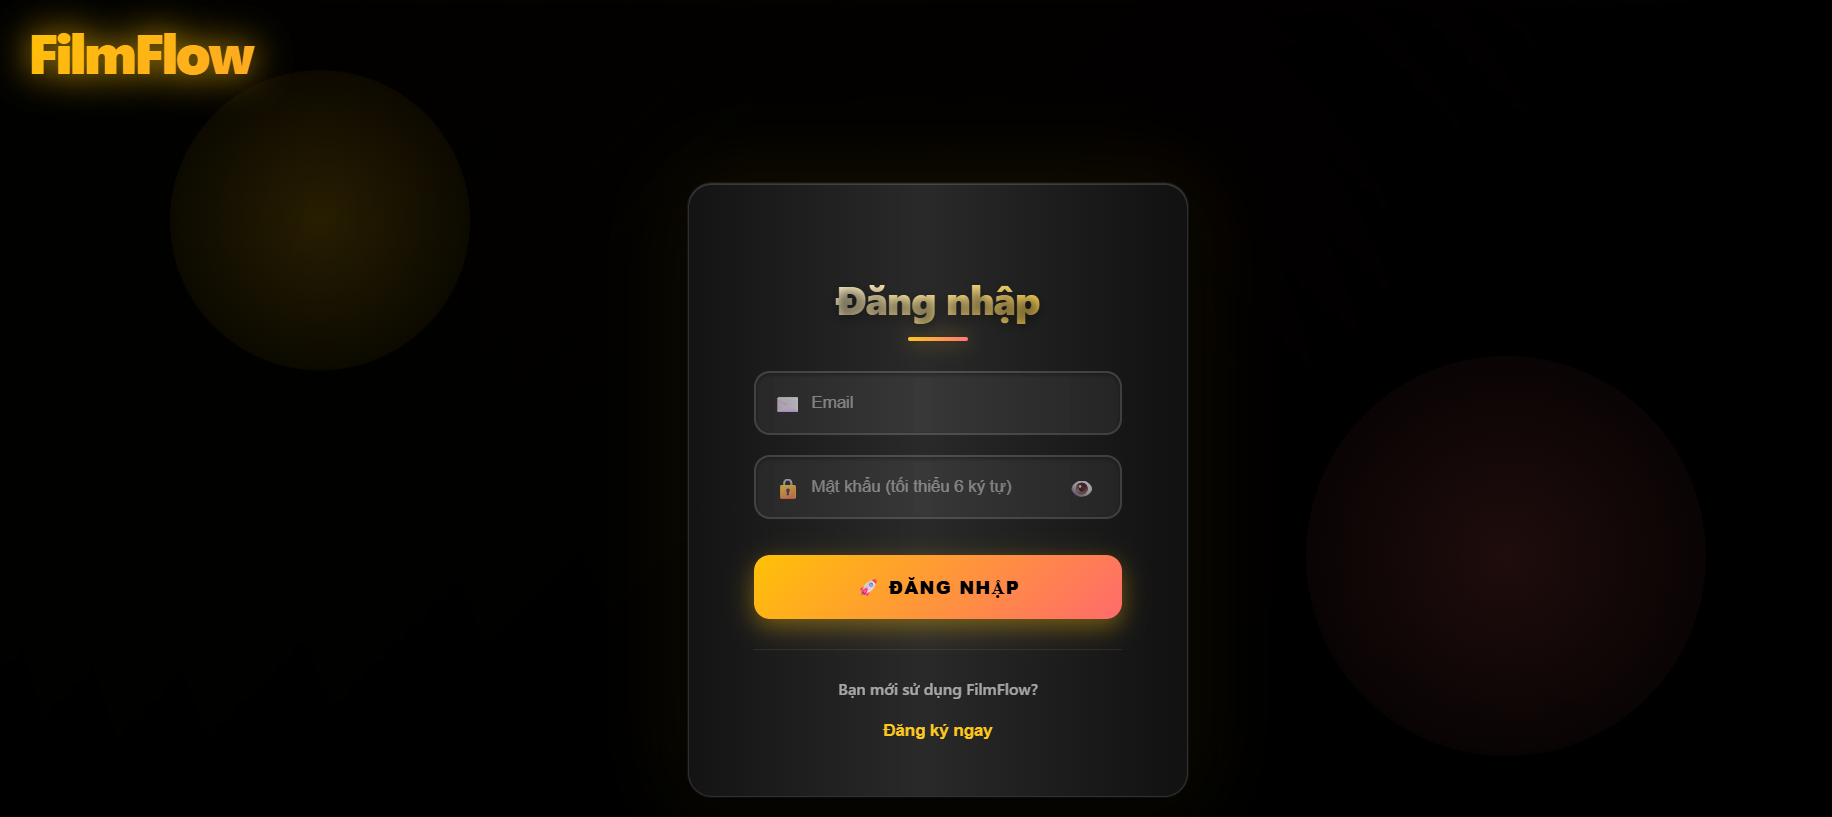 FilmFlow
Đăng nhập
Email
Mật khẩu (tối thiểu 6 ký tự)
ĐĂNG NHẬP
Bạn mới sử dụng FilmFlow?
Đăng ký ngay